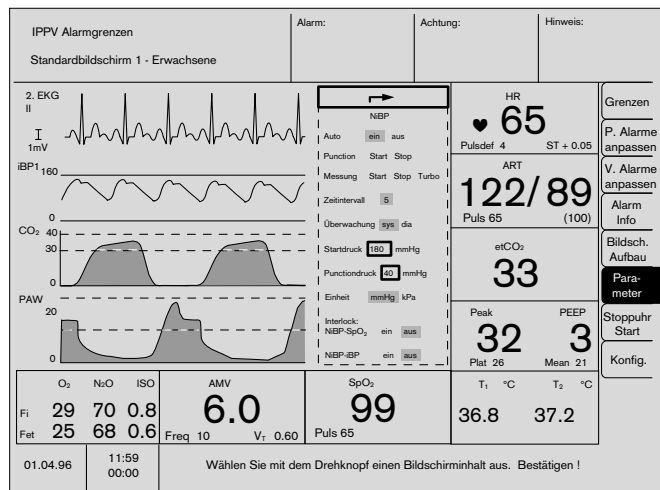 IPPV Alarmgrenzen
Standardbildschirm 1 - Erwachsene
Alarm:
Achtung:
Hinweis:
2. EKG
II
1mV
iBP1 160
0
CO₂ 40
30
0
PAW
20
0
NiBP
Auto ein aus
Punction Start Stop
Messung Start Stop Turbo
Zeitintervall 5
Überwachung sys dia
Startdruck 180 mmHg
Punctiondruck 40 mmHg
Einheit mmHg kPa
Interlock:
NiBP-SpO₂ ein aus
NiBP-iBP ein aus
HR
65
Pulsdef 4 ST + 0.05
ART
122/89
Puls 65 (100)
etCO₂
33
Peak PEEP
32 3
Plat 26 Mean 21
Grenzen
P. Alarme
anpassen
V. Alarme
anpassen
Alarm
Info
Bildsch.
Aufbau
Para-
meter
Stoppuhr
Start
Konfig.
O₂ N₂O ISO
Fi 29 70 0.8
Fet 25 68 0.6
AMV
6.0
Freq 10 VT 0.60
SpO₂
99
Puls 65
T₁ °C T₂ °C
36.8 37.2
01.04.96
11:59
00:00
Wählen Sie mit dem Drehknopf einen Bildschirminhalt aus. Bestätigen !